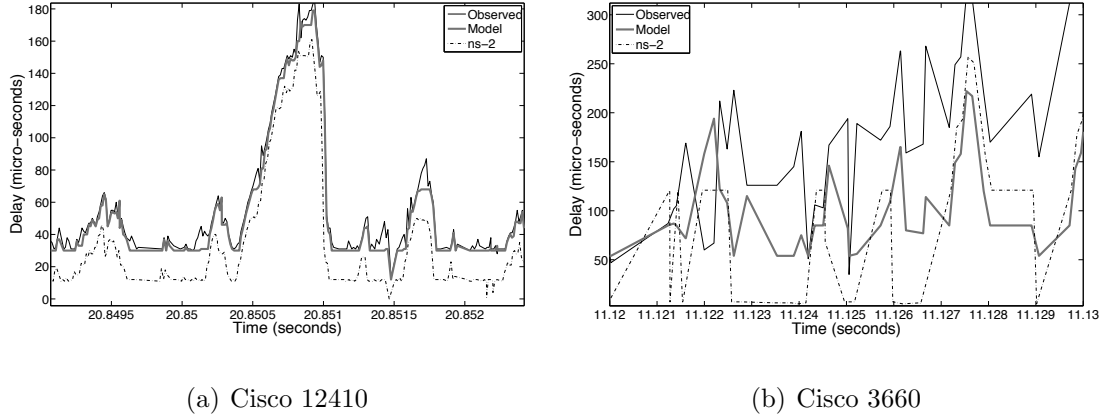 Observed
Model
ns-2
180
160
140
120
100
80
60
40
20
0
Delay (micro-seconds)
20.8495 20.85 20.8505 20.851 20.8515 20.852
Time (seconds)
(a) Cisco 12410
Observed
Model
ns-2
300
250
200
150
100
50
Delay (micro-seconds)
11.12 11.121 11.122 11.123 11.124 11.125 11.126 11.127 11.128 11.129 11.13
Time (seconds)
(b) Cisco 3660